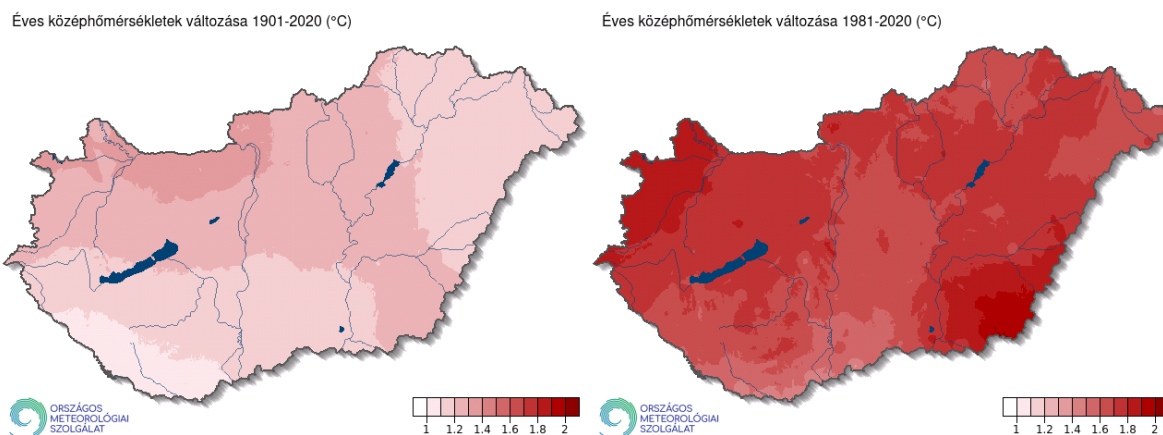 Éves középhőmérsékletek változása 1901-2020 (°C)
Éves középhőmérsékletek változása 1981-2020 (°C)
ORSZÁGOS
METEOROLÓGIAI
SZOLGÁLAT
1 1.2 1.4 1.6 1.8 2
ORSZÁGOS
METEOROLÓGIAI
SZOLGÁLAT
1 1.2 1.4 1.6 1.8 2